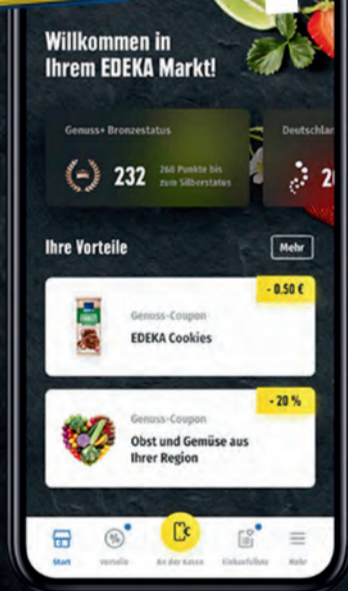 Willkommen in
Ihrem EDEKA Markt!
Genuss+ Bronzestatus
232
268 Punkte bis
zum Silberstatus
Deutschlan
2
Ihre Vorteile
Mehr
- 0.50 €
Genuss-Coupon
EDEKA Cookies
- 20 %
Genuss-Coupon
Obst und Gemüse aus
Ihrer Region
Start
Vorteile
An der Kasse
Einkaufsliste
Mehr